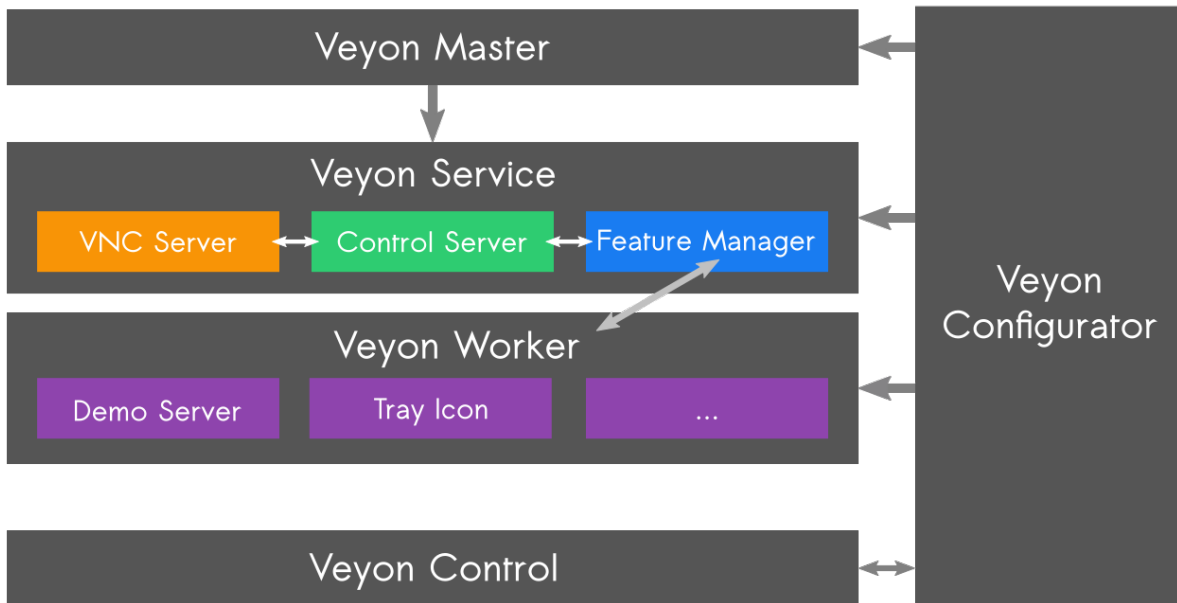 Veyon Master
Veyon Service
VNC Server
Control Server
Feature Manager
Veyon Worker
Demo Server
Tray Icon
...
Veyon Control
Veyon
Configurator